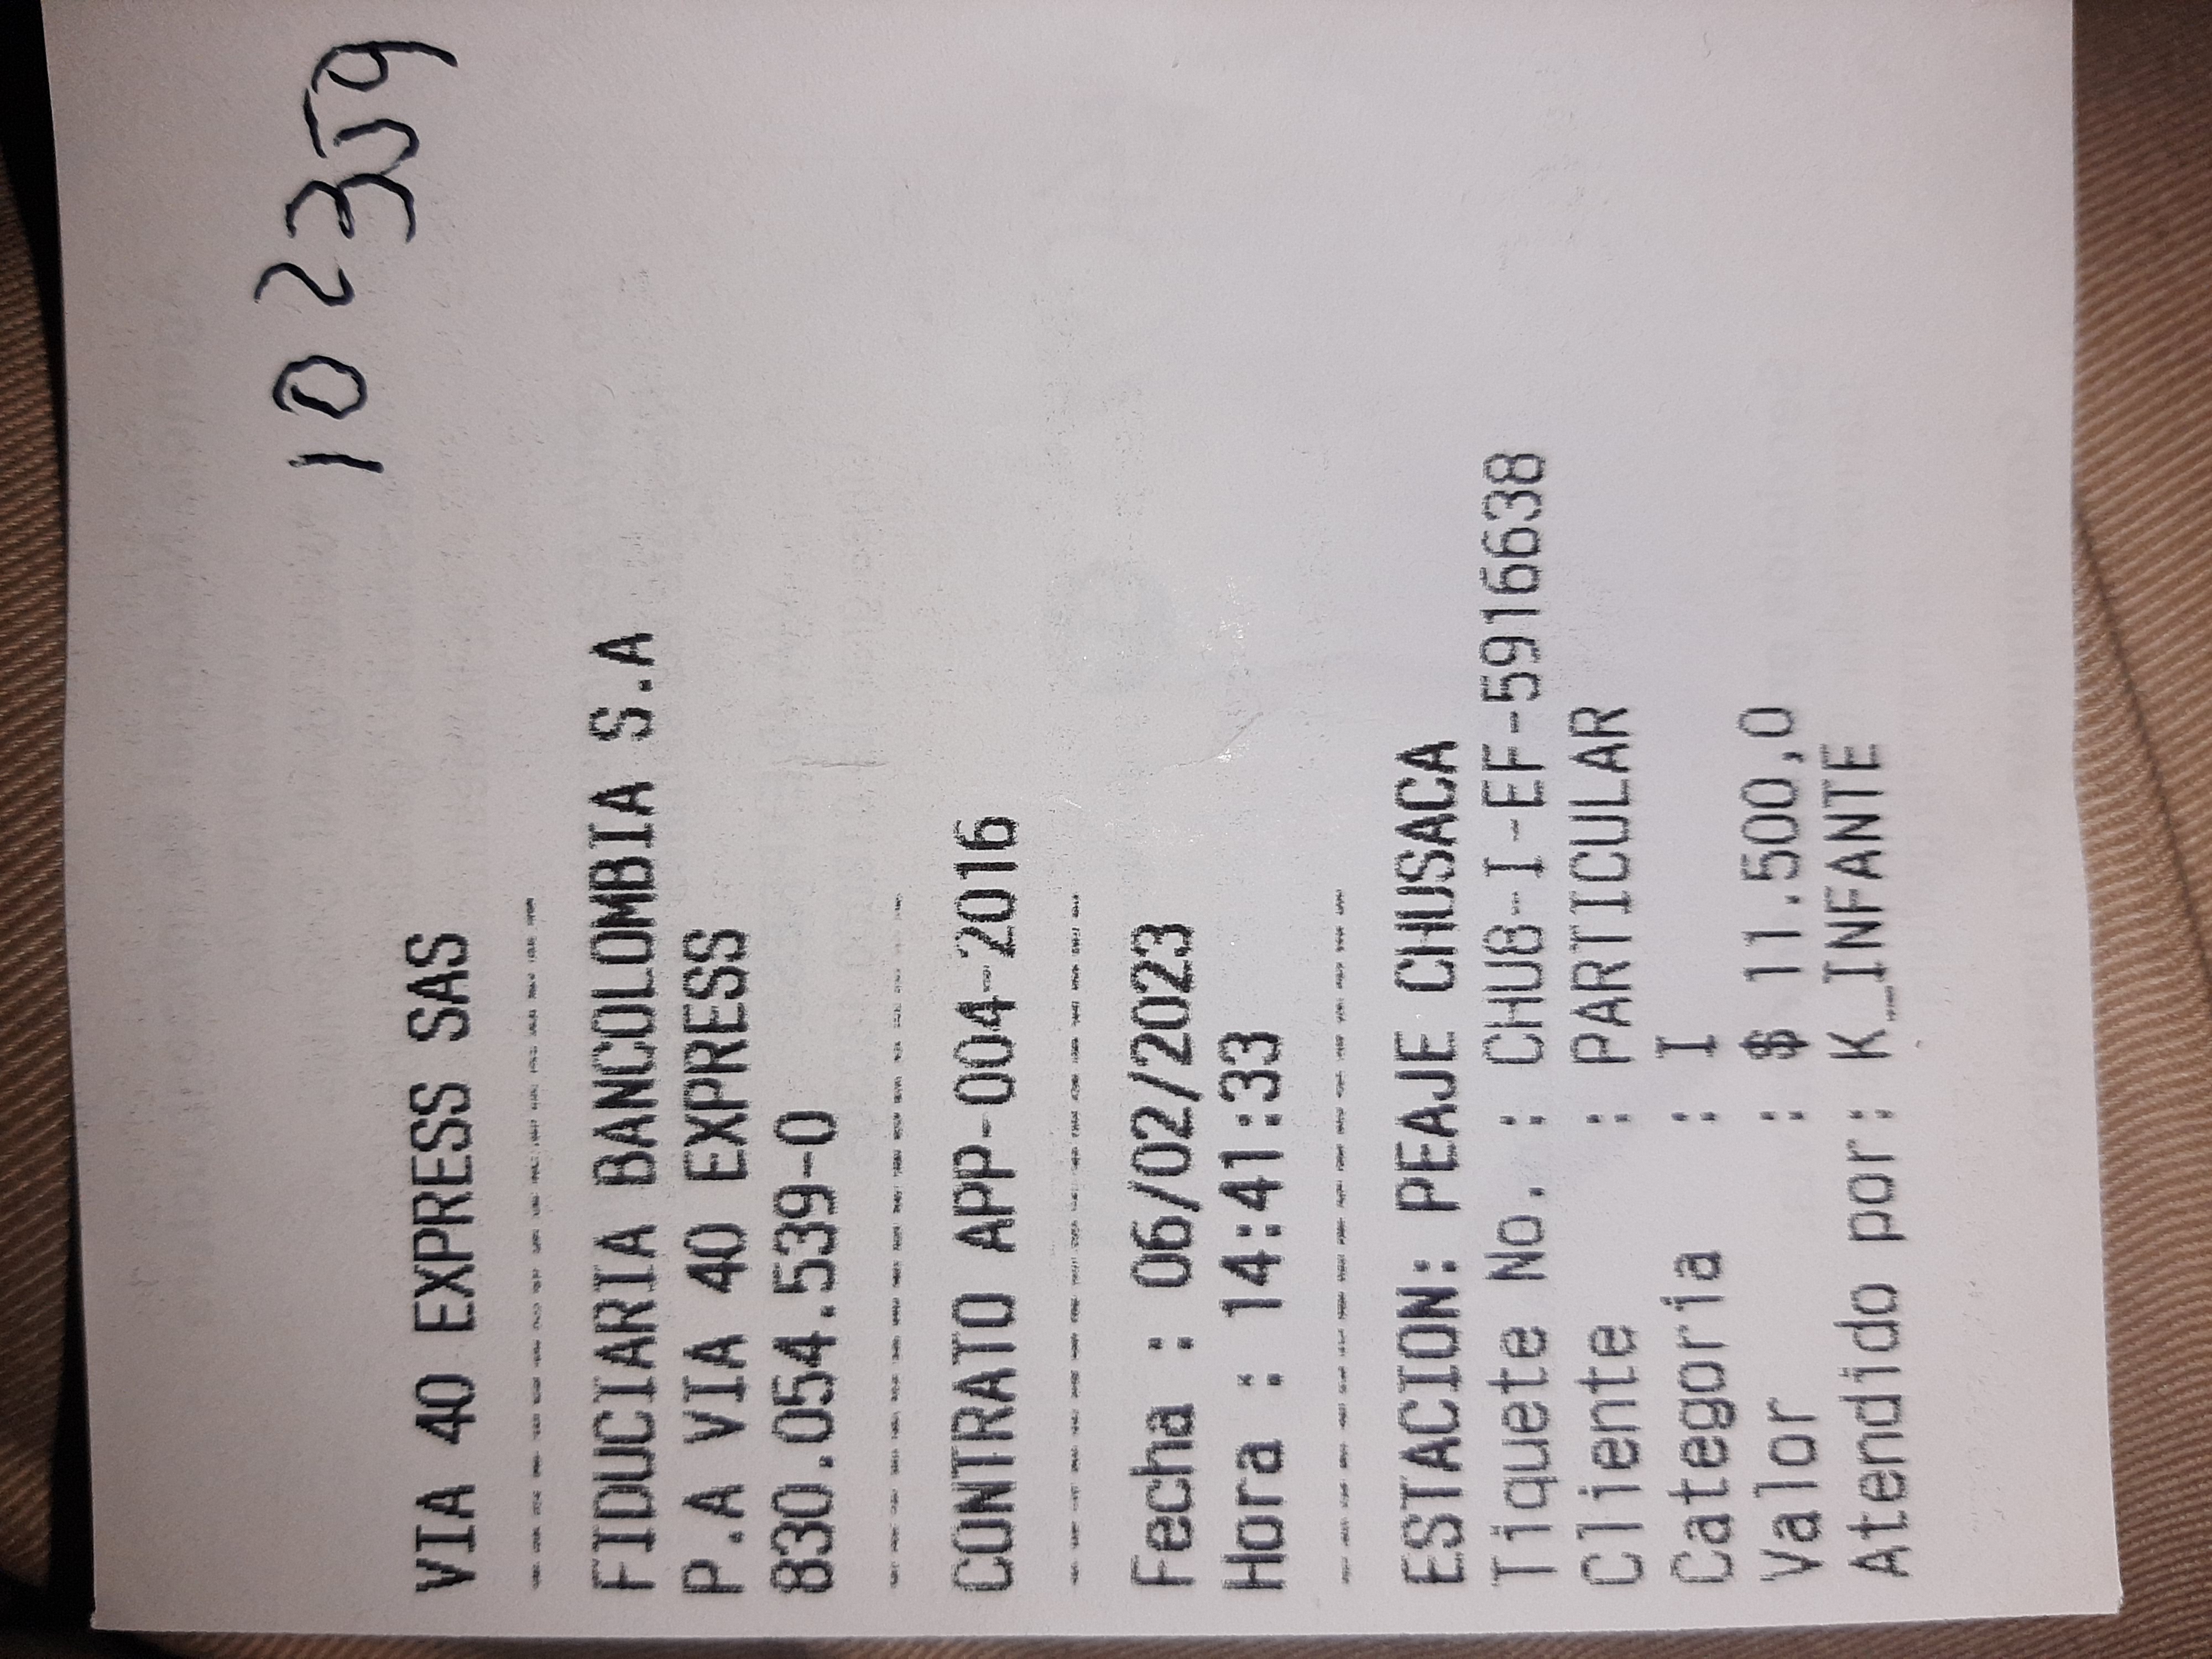 102359
VIA 40 EXPRESS SAS
--------------------------------
FIDUCIARIA BANCOLOMBIA S.A
P.A VIA 40 EXPRESS
830.054.539-0
--------------------------------
CONTRATO APP-004-2016
--------------------------------
Fecha : 06/02/2023
Hora : 14:41:33
--------------------------------
ESTACION: PEAJE CHUSACA
Tiquete No. : CHU8-I-EF-5916638
Cliente : PARTICULAR
Categoria : I
Valor : $ 11.500,0
Atendido por: K_INFANTE